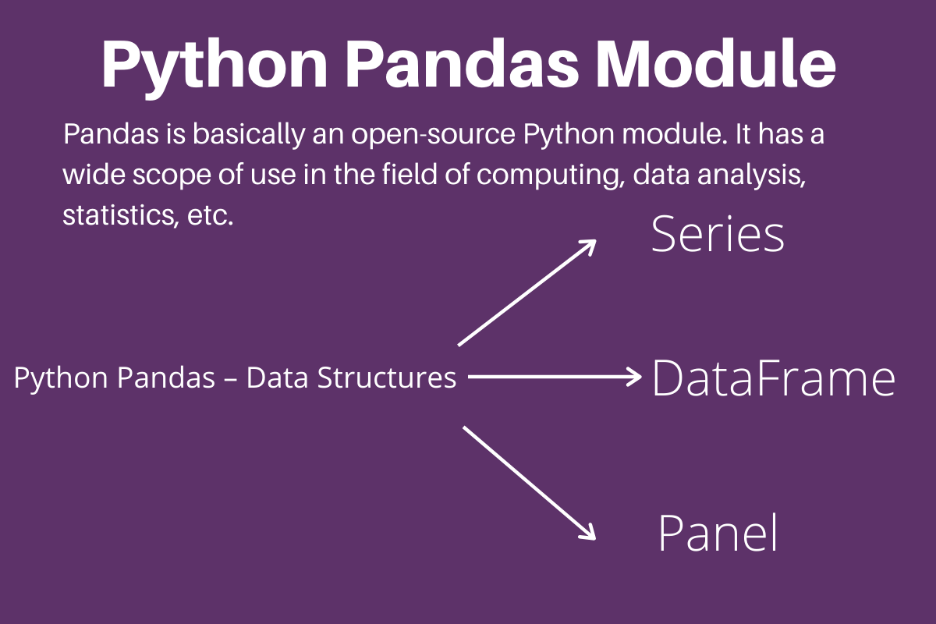 Python Pandas Module
Pandas is basically an open-source Python module. It has a
wide scope of use in the field of computing, data analysis,
statistics, etc.
Series
Python Pandas – Data Structures
DataFrame
Panel